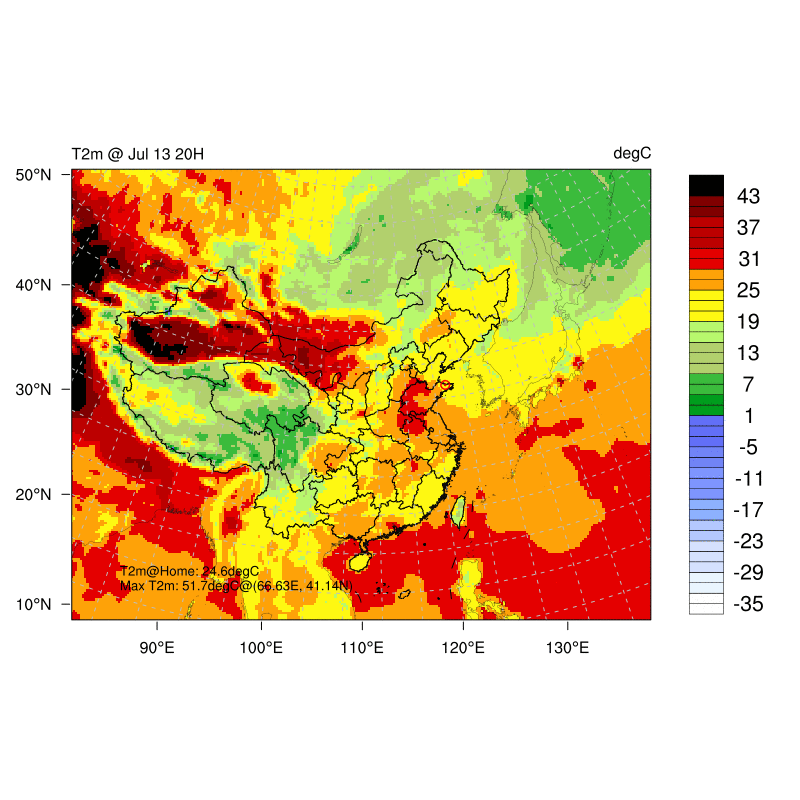 T2m @ Jul 13 20H
degC
50°N
40°N
30°N
20°N
10°N
90°E
100°E
110°E
120°E
130°E
T2m@Home: 24.6degC
Max T2m: 51.7degC@(66.63E, 41.14N)
43
37
31
25
19
13
7
1
-5
-11
-17
-23
-29
-35